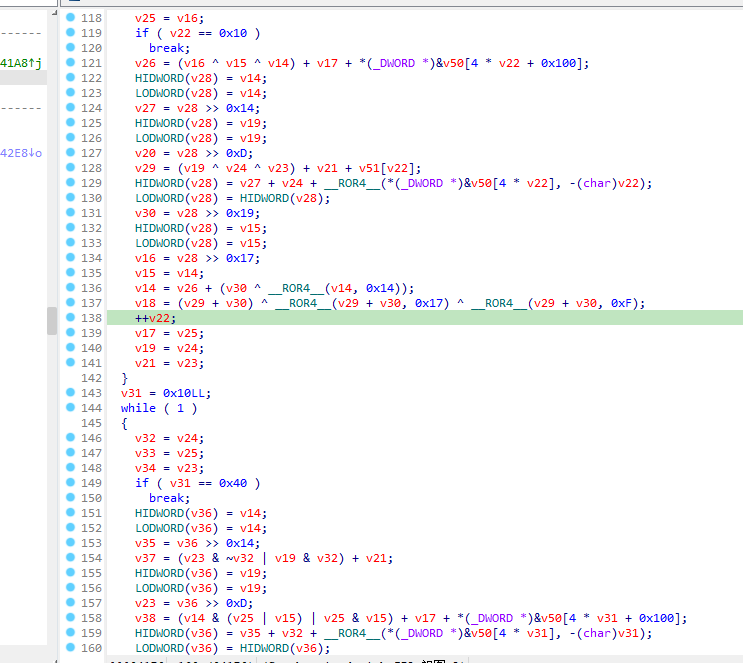 41A8↑j
42E8↓o
118 v25 = v16;
119 if ( v22 == 0x10 )
120 break;
121 v26 = (v16 ^ v15 ^ v14) + v17 + *(_DWORD *)&v50[4 * v22 + 0x100];
122 HIDWORD(v28) = v14;
123 LODWORD(v28) = v14;
124 v27 = v28 >> 0x14;
125 HIDWORD(v28) = v19;
126 LODWORD(v28) = v19;
127 v20 = v28 >> 0xD;
128 v29 = (v19 ^ v24 ^ v23) + v21 + v51[v22];
129 HIDWORD(v28) = v27 + v24 + __ROR4__(*(_DWORD *)&v50[4 * v22], -(char)v22);
130 LODWORD(v28) = HIDWORD(v28);
131 v30 = v28 >> 0x19;
132 HIDWORD(v28) = v15;
133 LODWORD(v28) = v15;
134 v16 = v28 >> 0x17;
135 v15 = v14;
136 v14 = v26 + (v30 ^ __ROR4__(v14, 0x14));
137 v18 = (v29 + v30) ^ __ROR4__(v29 + v30, 0x17) ^ __ROR4__(v29 + v30, 0xF);
138 ++v22;
139 v17 = v25;
140 v19 = v24;
141 v21 = v23;
142 }
143 v31 = 0x10LL;
144 while ( 1 )
145 {
146 v32 = v24;
147 v33 = v25;
148 v34 = v23;
149 if ( v31 == 0x40 )
150 break;
151 HIDWORD(v36) = v14;
152 LODWORD(v36) = v14;
153 v35 = v36 >> 0x14;
154 v37 = (v23 & ~v32 | v19 & v32) + v21;
155 HIDWORD(v36) = v19;
156 LODWORD(v36) = v19;
157 v23 = v36 >> 0xD;
158 v38 = (v14 & (v25 | v15) | v25 & v15) + v17 + *(_DWORD *)&v50[4 * v31 + 0x100];
159 HIDWORD(v36) = v35 + v32 + __ROR4__(*(_DWORD *)&v50[4 * v31], -(char)v31);
160 LODWORD(v36) = HIDWORD(v36);